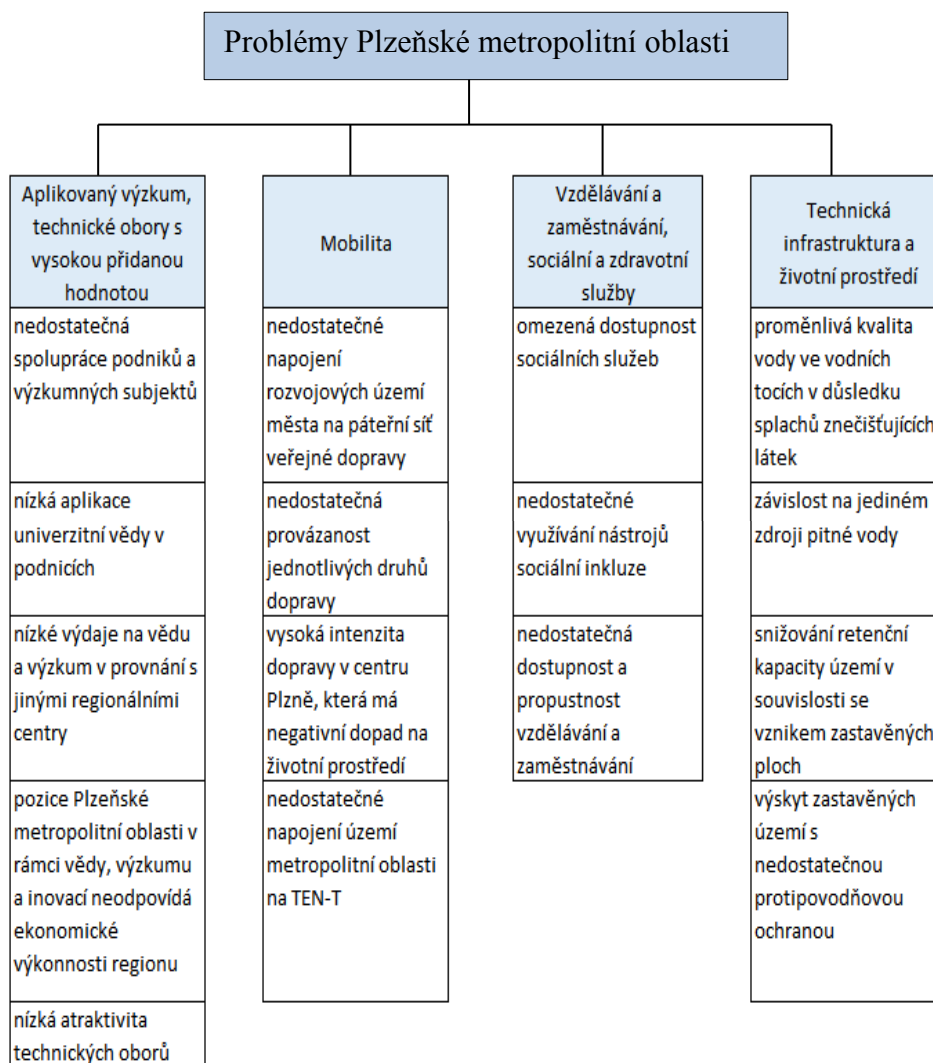 Problémy Plzeňské metropolitní oblasti
Aplikovaný výzkum,
technické obory s
vysokou přidanou
hodnotou
nedostatečná
spolupráce podniků a
výzkumných subjektů
nízká aplikace
univerzitní vědy v
podnicích
nízké výdaje na vědu
a výzkum v provnání s
jinými regionálními
centry
pozice Plzeňské
metropolitní oblasti v
rámci vědy, výzkumu
a inovací neodpovídá
ekonomické
výkonnosti regionu
nízká atraktivita
technických oborů
Mobilita
nedostatečné
napojení
rozvojových území
města na páteřní síť
veřejné dopravy
nedostatečná
provázanost
jednotlivých druhů
dopravy
vysoká intenzita
dopravy v centru
Plzně, která má
negativní dopad na
životní prostředí
nedostatečné
napojení území
metropolitní oblasti
na TEN-T
Vzdělávání a
zaměstnávání,
sociální a zdravotní
služby
omezená dostupnost
sociálních služeb
nedostatečné
využívání nástrojů
sociální inkluze
nedostatečná
dostupnost a
propustnost
vzdělávání a
zaměstnávání
Technická
infrastruktura a
životní prostředí
proměnlivá kvalita
vody ve vodních
tocích v důsledku
splachů znečišťujících
látek
závislost na jediném
zdroji pitné vody
snižování retenční
kapacity území v
souvislosti se
vznikem zastavěných
ploch
výskyt zastavěných
území s
nedostatečnou
protipovodňovou
ochranou